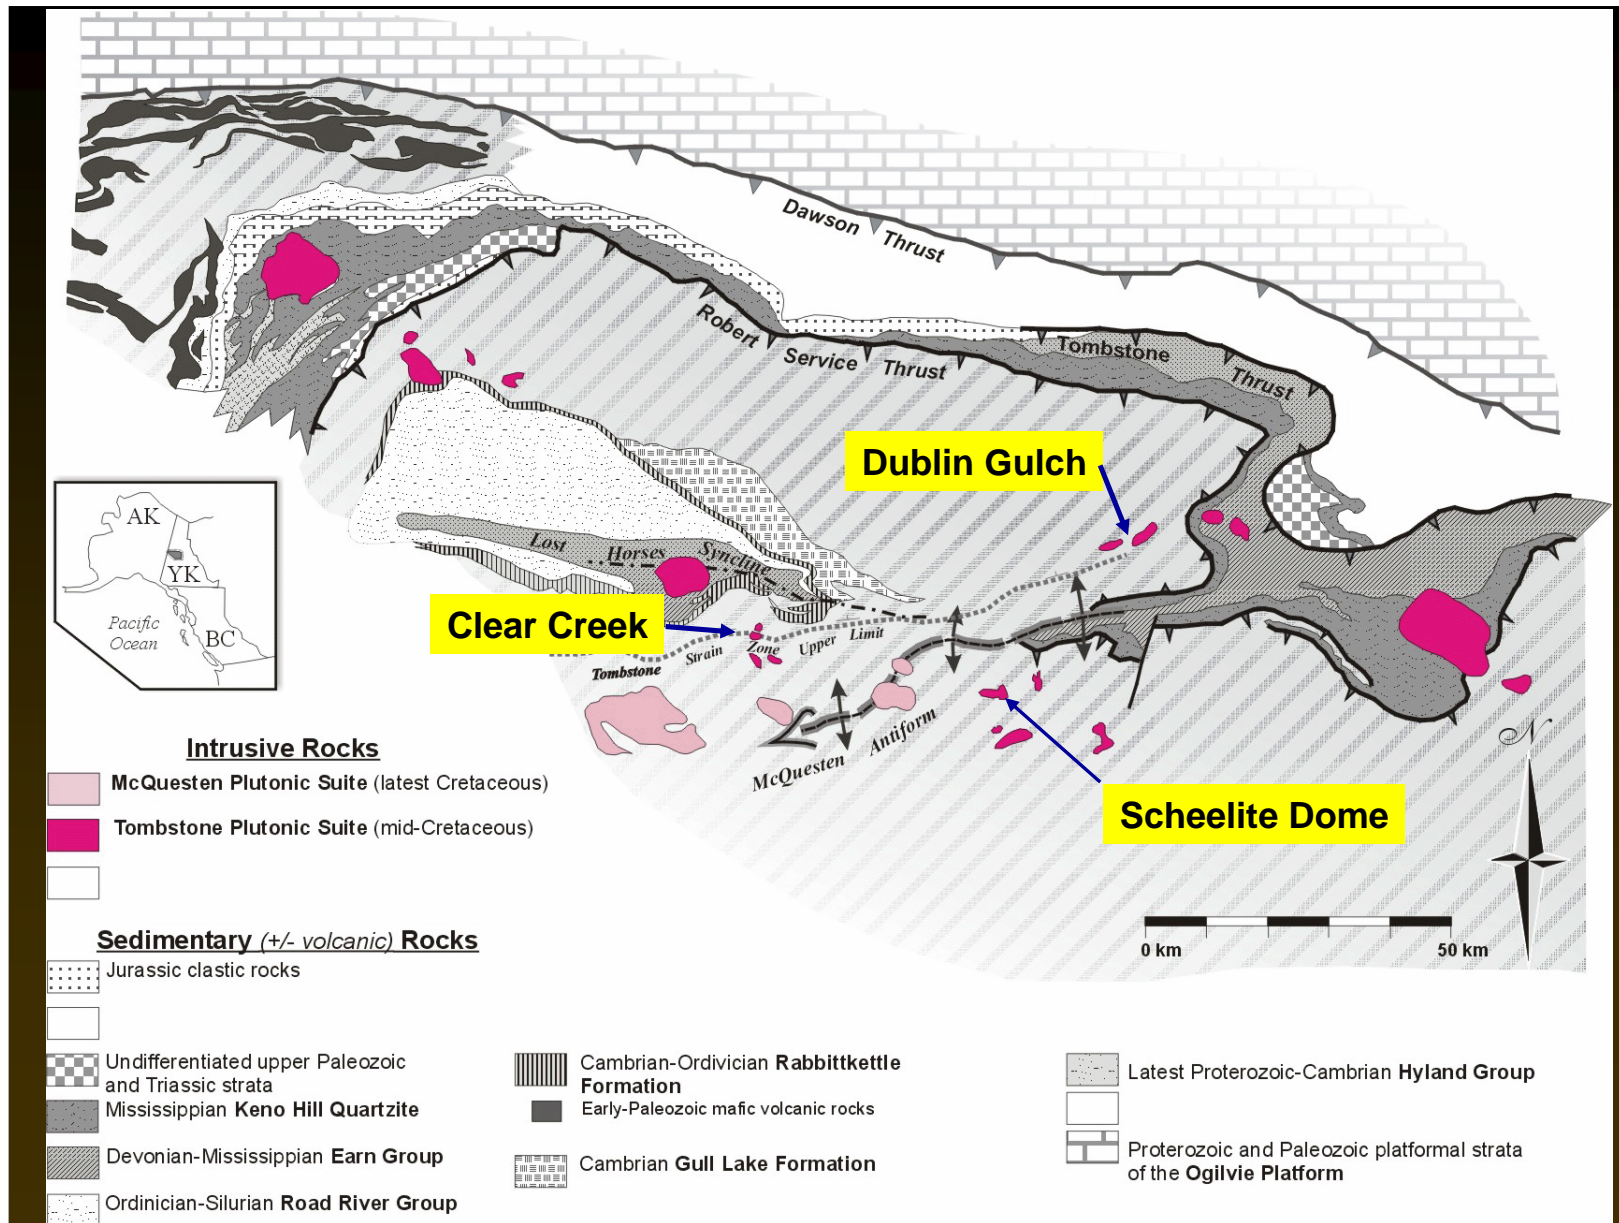 Dawson Thrust
Robert Service Thrust
Tombstone Thrust
Dublin Gulch
Lost Horses Syncline
Clear Creek
Tombstone Strain Zone Upper Limit
McQuesten Antiform
Scheelite Dome
AK
YK
BC
Pacific
Ocean
N
0 km 50 km
Intrusive Rocks
McQuesten Plutonic Suite (latest Cretaceous)
Tombstone Plutonic Suite (mid-Cretaceous)
Sedimentary (+/- volcanic) Rocks
Jurassic clastic rocks
Undifferentiated upper Paleozoic
and Triassic strata
Mississippian Keno Hill Quartzite
Devonian-Mississippian Earn Group
Ordinician-Silurian Road River Group
Cambrian-Ordivician Rabbittkettle
Formation
Early-Paleozoic mafic volcanic rocks
Cambrian Gull Lake Formation
Latest Proterozoic-Cambrian Hyland Group
Proterozoic and Paleozoic platformal strata
of the Ogilvie Platform